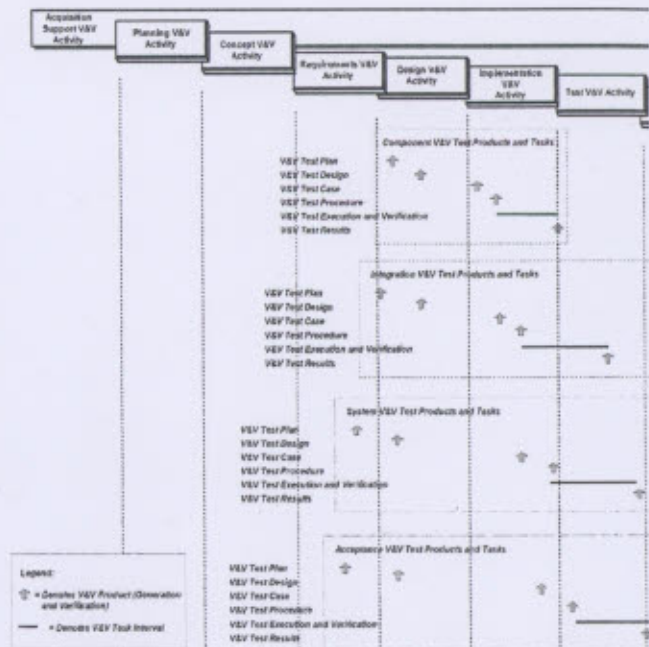 Acquisition
Support V&V
Activity
Planning V&V
Activity
Concept V&V
Activity
Requirements V&V
Activity
Design V&V
Activity
Implementation
V&V
Activity
Test V&V Activity
Component V&V Test Products and Tasks
V&V Test Plan
V&V Test Design
V&V Test Case
V&V Test Procedure
V&V Test Execution and Verification
V&V Test Results
Integration V&V Test Products and Tasks
V&V Test Plan
V&V Test Design
V&V Test Case
V&V Test Procedure
V&V Test Execution and Verification
V&V Test Results
System V&V Test Products and Tasks
V&V Test Plan
V&V Test Design
V&V Test Case
V&V Test Procedure
V&V Test Execution and Verification
V&V Test Results
Acceptance V&V Test Products and Tasks
V&V Test Plan
V&V Test Design
V&V Test Case
V&V Test Procedure
V&V Test Execution and Verification
V&V Test Results
Legend:
= Denotes V&V Product (Generation
and Verification)
= Denotes V&V Task Interval